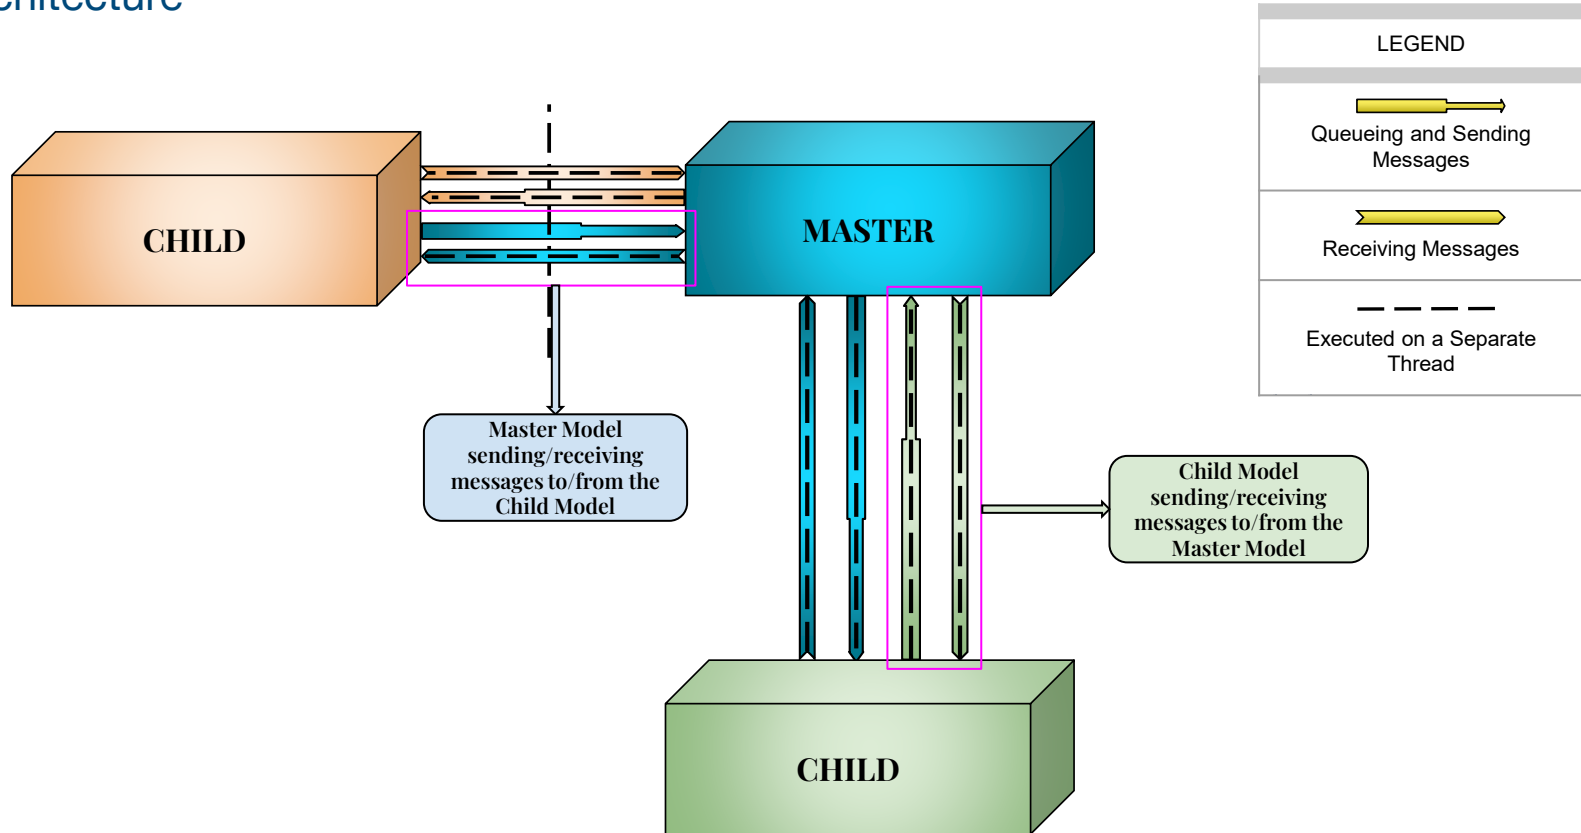 LEGEND
Queueing and Sending
Messages
Receiving Messages
Executed on a Separate
Thread
CHILD
MASTER
Master Model
sending/receiving
messages to/from the
Child Model
Child Model
sending/receiving
messages to/from the
Master Model
CHILD